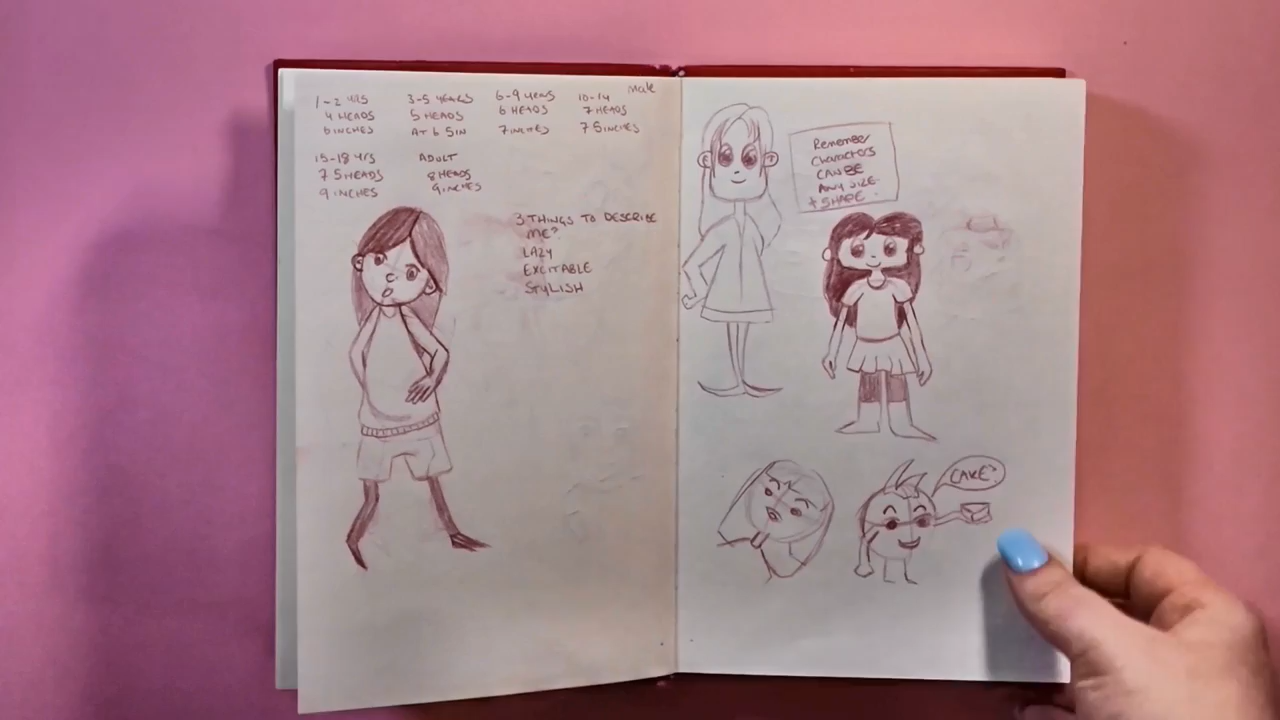 Male
1-2 YRS
4 HEADS
3-5 YEARS
5 HEADS
AT 6 5IN
6-9 YEARS
6 HEADS
7 INCHES
10-14
7 HEADS
7 5 INCHES
15-18 YRS
7 5 HEADS
9 INCHES
ADULT
8 HEADS
9 INCHES
3 THINGS TO DESCRIBE
ME?
LAZY
EXCITABLE
STYLISH
Remember
Characters
CAN BE
ANY SIZE
+ SHAPE
CAKE?